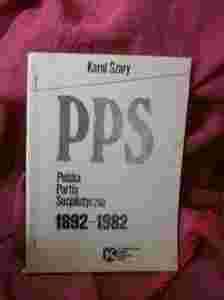 Karol Szary
PPS
Polska
Partia
Socjalistyczna
1892-1982
K